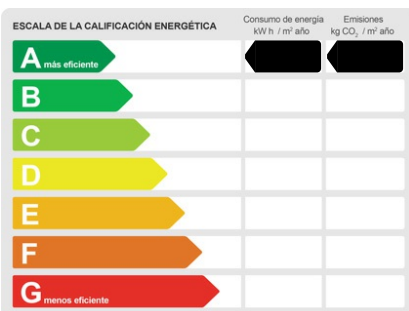 ESCALA DE LA CALIFICACIÓN ENERGÉTICA
Consumo de energía
kW h / m² año
Emisiones
kg CO₂ / m² año
A más eficiente
B
C
D
E
F
G menos eficiente